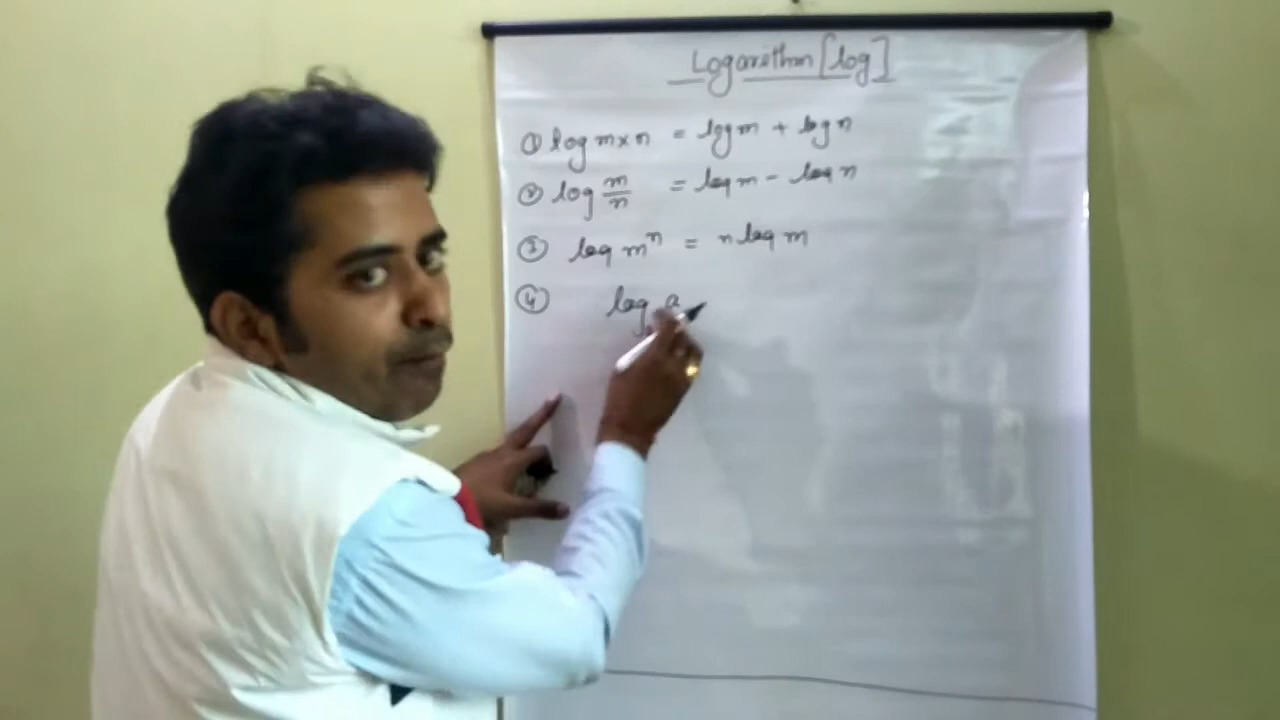 Logarithm [log]
① log m×n = log m + log n
② log m/n = log m - log n
③ log mⁿ = n log m
④ log a